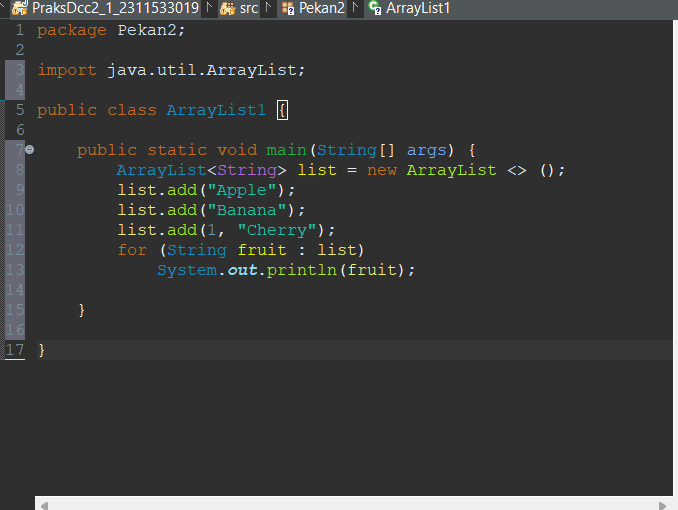 PraksDcc2_1_2311533019 src Pekan2 ArrayList1
1 package Pekan2;
2
3 import java.util.ArrayList;
4
5 public class ArrayList1 {
6
7 public static void main(String[] args) {
8 ArrayList<String> list = new ArrayList <> ();
9 list.add("Apple");
10 list.add("Banana");
11 list.add(1, "Cherry");
12 for (String fruit : list)
13 System.out.println(fruit);
14
15 }
16
17 }